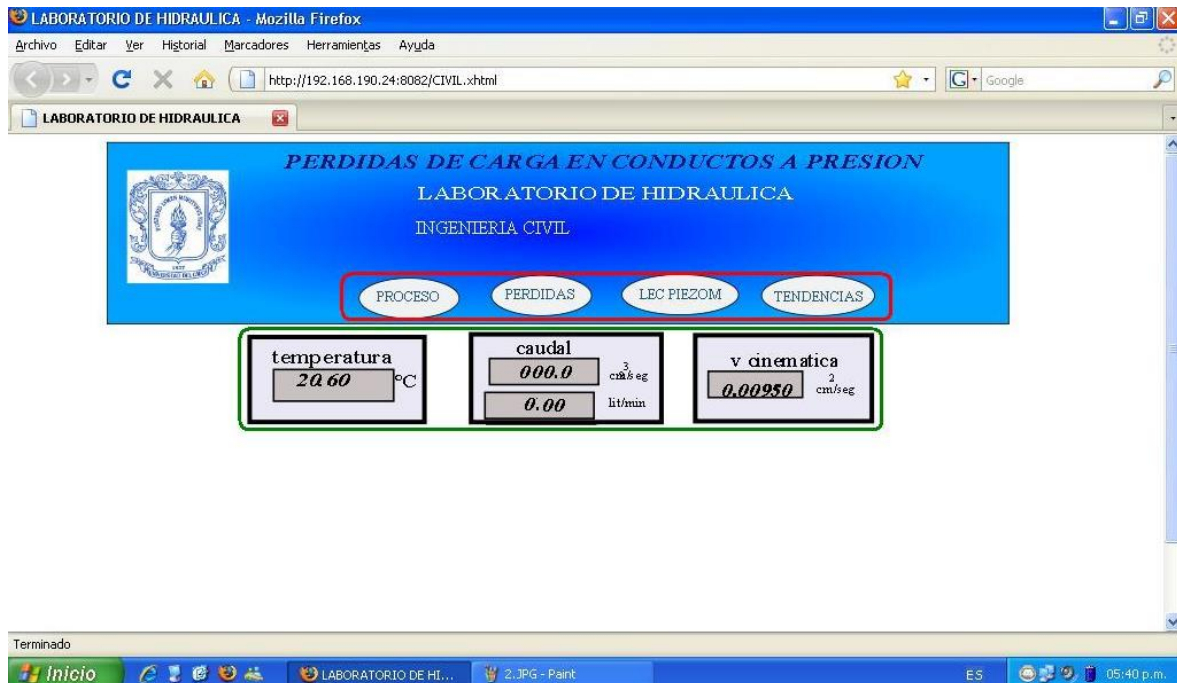 LABORATORIO DE HIDRAULICA - Mozilla Firefox
Archivo Editar Ver Historial Marcadores Herramientas Ayuda
http://192.168.190.24:8082/CIVIL.xhtml
Google
LABORATORIO DE HIDRAULICA
PERDIDAS DE CARGA EN CONDUCTOS A PRESION
LABORATORIO DE HIDRAULICA
INGENIERIA CIVIL
PROCESO PERDIDAS LEC PIEZOM TENDENCIAS
temperatura
20.60 °C
caudal
000.0 cm3/seg
0.00 lit/min
v cinematica
0.00950 cm2/seg
Terminado
Inicio LABORATORIO DE HI... 2.JPG - Paint ES 05:40 p.m.